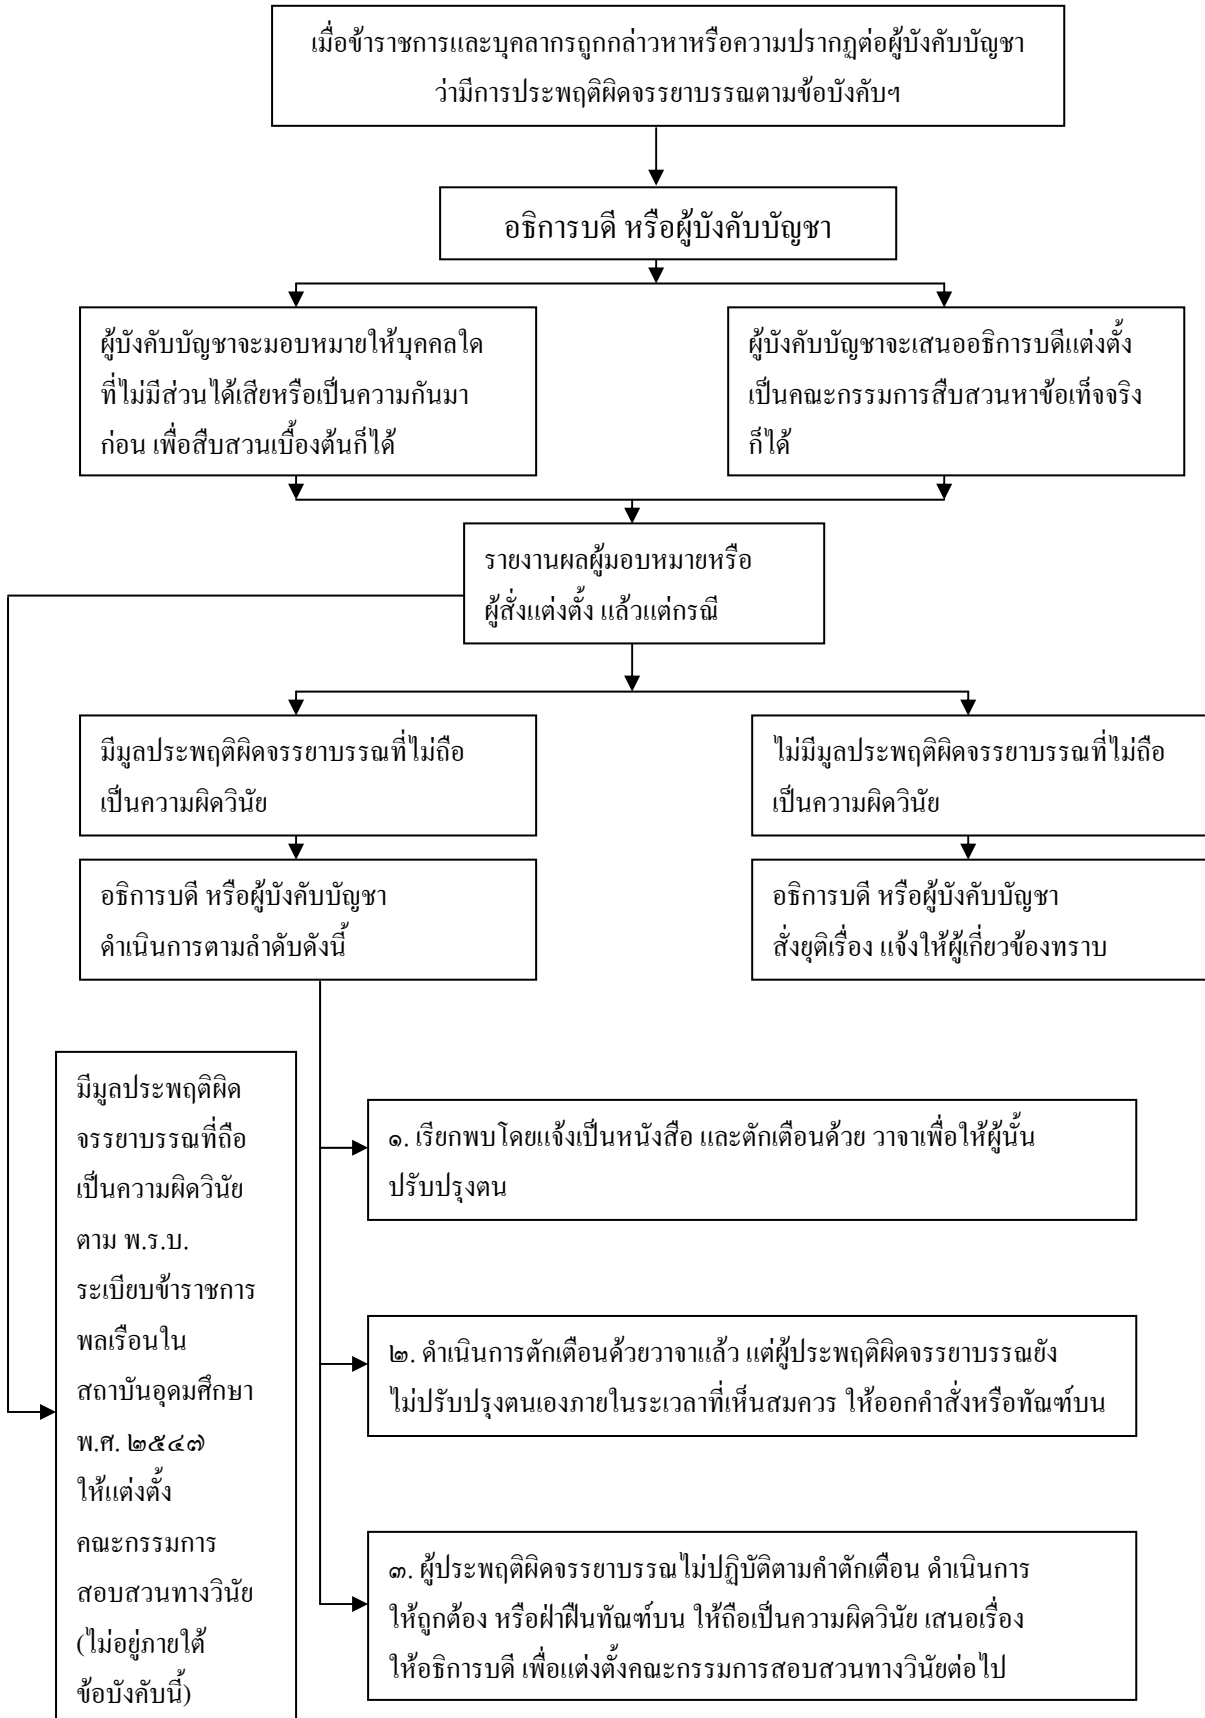 เมื่อข้าราชการและบุคลากรถูกกล่าวหาหรือความปรากฏต่อผู้บังคับบัญชา
ว่ามีการประพฤติผิดจรรยาบรรณตามข้อบังคับฯ
อธิการบดี หรือผู้บังคับบัญชา
ผู้บังคับบัญชาจะมอบหมายให้บุคคลใด
ที่ไม่มีส่วนได้เสียหรือเป็นความกันมา
ก่อน เพื่อสืบสวนเบื้องต้นก็ได้
ผู้บังคับบัญชาจะเสนออธิการบดีแต่งตั้ง
เป็นคณะกรรมการสืบสวนหาข้อเท็จจริง
ก็ได้
รายงานผลผู้มอบหมายหรือ
ผู้สั่งแต่งตั้ง แล้วแต่กรณี
มีมูลประพฤติผิดจรรยาบรรณที่ไม่ถือ
เป็นความผิดวินัย
ไม่มีมูลประพฤติผิดจรรยาบรรณที่ไม่ถือ
เป็นความผิดวินัย
อธิการบดี หรือผู้บังคับบัญชา
ดำเนินการตามลำดับดังนี้
อธิการบดี หรือผู้บังคับบัญชา
สั่งยุติเรื่อง แจ้งให้ผู้เกี่ยวข้องทราบ
มีมูลประพฤติผิด
จรรยาบรรณที่ถือ
เป็นความผิดวินัย
ตาม พ.ร.บ.
ระเบียบข้าราชการ
พลเรือนใน
สถาบันอุดมศึกษา
พ.ศ. ๒๕๔๗
ให้แต่งตั้ง
คณะกรรมการ
สอบสวนทางวินัย
(ไม่อยู่ภายใต้
ข้อบังคับนี้)
๑. เรียกพบโดยแจ้งเป็นหนังสือ และตักเตือนด้วย วาจาเพื่อให้ผู้นั้น
ปรับปรุงตน
๒. ดำเนินการตักเตือนด้วยวาจาแล้ว แต่ผู้ประพฤติผิดจรรยาบรรณยัง
ไม่ปรับปรุงตนเองภายในระเวลาที่เห็นสมควร ให้ออกคำสั่งหรือทัณฑ์บน
๓. ผู้ประพฤติผิดจรรยาบรรณไม่ปฏิบัติตามคำตักเตือน ดำเนินการ
ให้ถูกต้อง หรือฝ่าฝืนทัณฑ์บน ให้ถือเป็นความผิดวินัย เสนอเรื่อง
ให้อธิการบดี เพื่อแต่งตั้งคณะกรรมการสอบสวนทางวินัยต่อไป